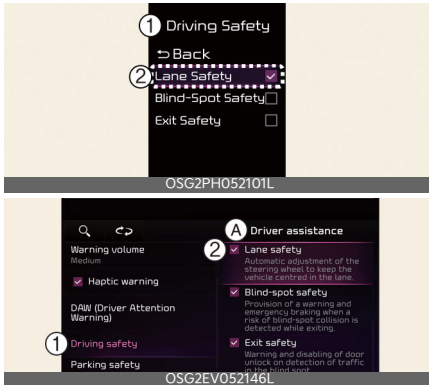 1 Driving Safety
Back
2 Lane Safety
Blind-Spot Safety
Exit Safety
OSG2PH052101L
A Driver assistance
Warning volume
Medium
2 Lane safety
Automatic adjustment of the
steering wheel to keep the
vehicle centred in the lane.
Haptic warning
Blind-spot safety
Provision of a warning and
emergency braking when a
risk of blind-spot collision is
detected while exiting.
DAW (Driver Attention
Warning)
1 Driving safety
Exit safety
Warning and disabling of door
unlock on detection of traffic
in the blind spot
Parking safety
OSG2EV052146L